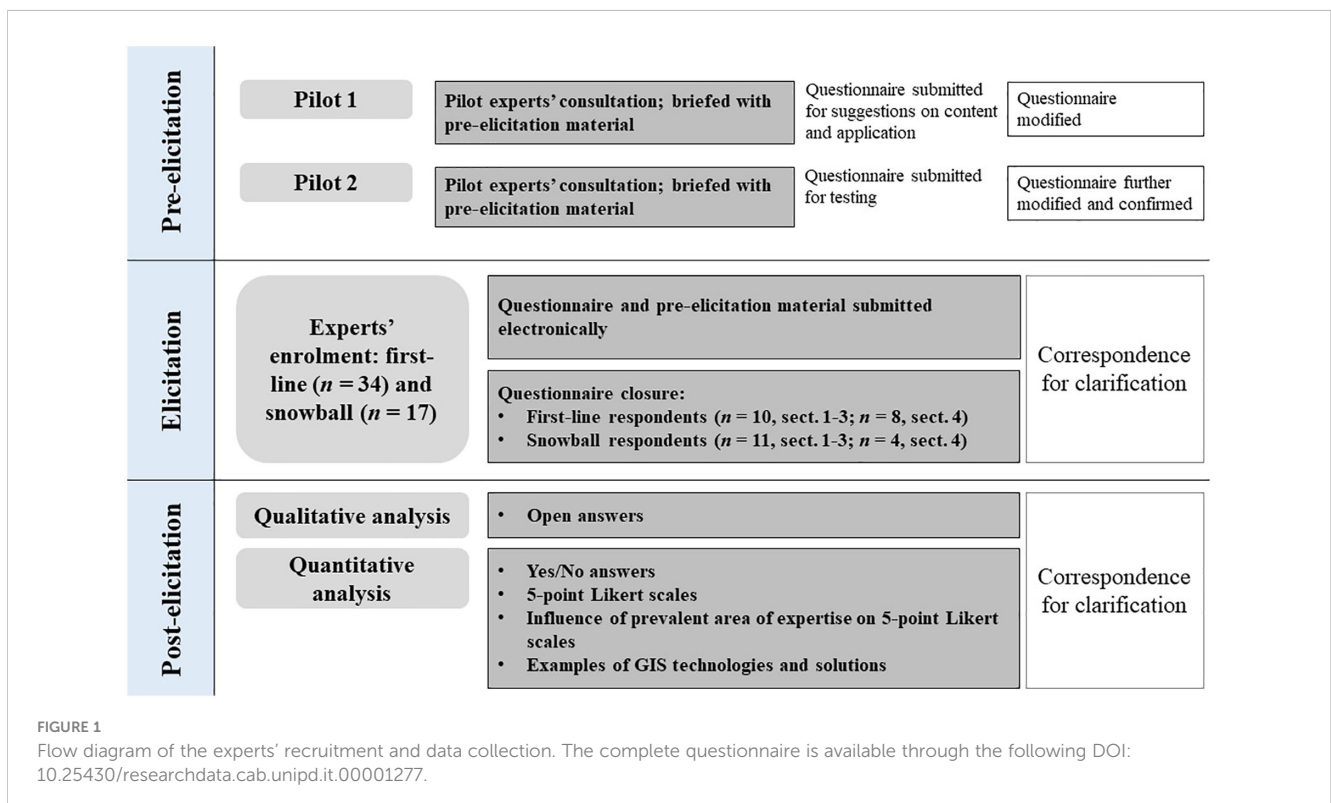 Pre-elicitation
Pilot 1
Pilot experts’ consultation; briefed with
pre-elicitation material
Questionnaire submitted
for suggestions on content
and application
Questionnaire
modified
Pilot 2
Pilot experts’ consultation; briefed with
pre-elicitation material
Questionnaire submitted
for testing
Questionnaire further
modified and confirmed
Elicitation
Experts’
enrolment: first-
line (n = 34) and
snowball (n = 17)
Questionnaire and pre-elicitation material submitted
electronically
Questionnaire closure:
• First-line respondents (n = 10, sect. 1-3; n = 8, sect. 4)
• Snowball respondents (n = 11, sect. 1-3; n = 4, sect. 4)
Correspondence
for clarification
Post-elicitation
Qualitative analysis
• Open answers
Quantitative
analysis
• Yes/No answers
• 5-point Likert scales
• Influence of prevalent area of expertise on 5-point Likert
scales
• Examples of GIS technologies and solutions
Correspondence
for clarification
FIGURE 1
Flow diagram of the experts’ recruitment and data collection. The complete questionnaire is available through the following DOI:
10.25430/researchdata.cab.unipd.it.00001277.